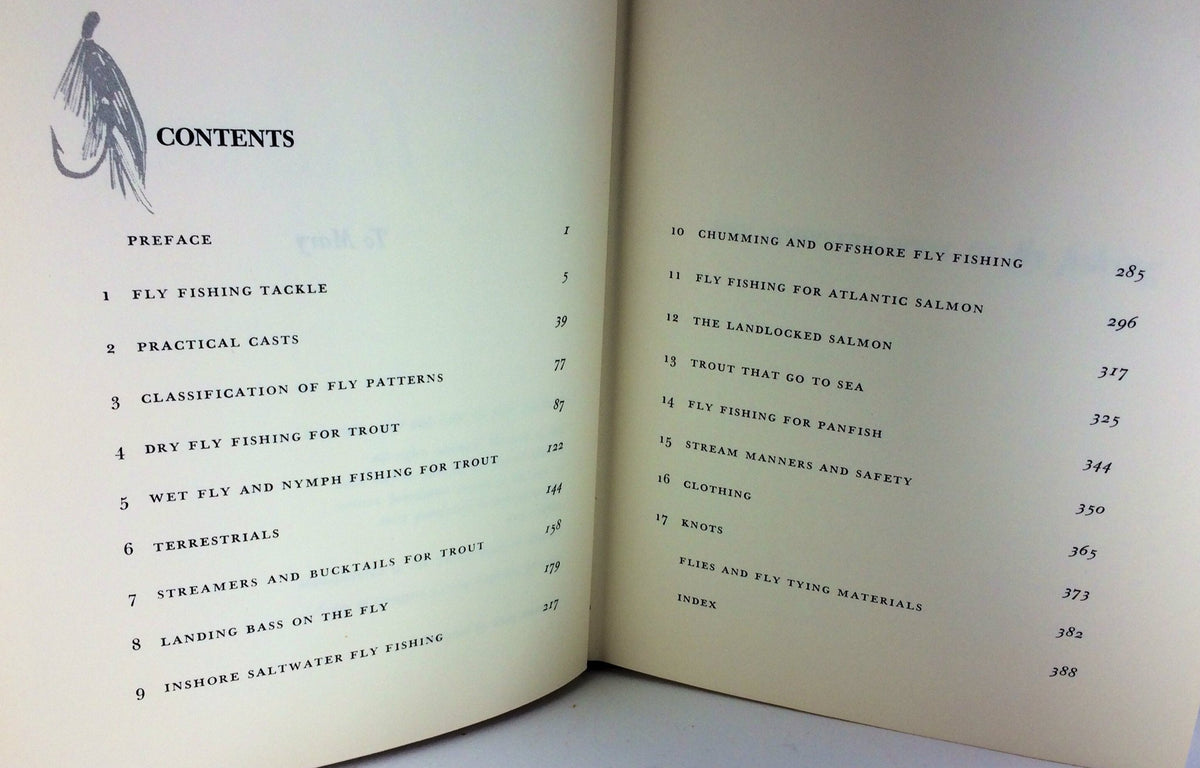 CONTENTS
PREFACE 1
1 FLY FISHING TACKLE 5
2 PRACTICAL CASTS 39
3 CLASSIFICATION OF FLY PATTERNS 77
4 DRY FLY FISHING FOR TROUT 87
5 WET FLY AND NYMPH FISHING FOR TROUT 122
6 TERRESTRIALS 144
7 STREAMERS AND BUCKTAILS FOR TROUT 158
8 LANDING BASS ON THE FLY 179
9 INSHORE SALTWATER FLY FISHING 217
10 CHUMMING AND OFFSHORE FLY FISHING 285
11 FLY FISHING FOR ATLANTIC SALMON 296
12 THE LANDLOCKED SALMON 317
13 TROUT THAT GO TO SEA 325
14 FLY FISHING FOR PANFISH 344
15 STREAM MANNERS AND SAFETY 350
16 CLOTHING 365
17 KNOTS 373
FLIES AND FLY TYING MATERIALS 382
INDEX 388
To Mary